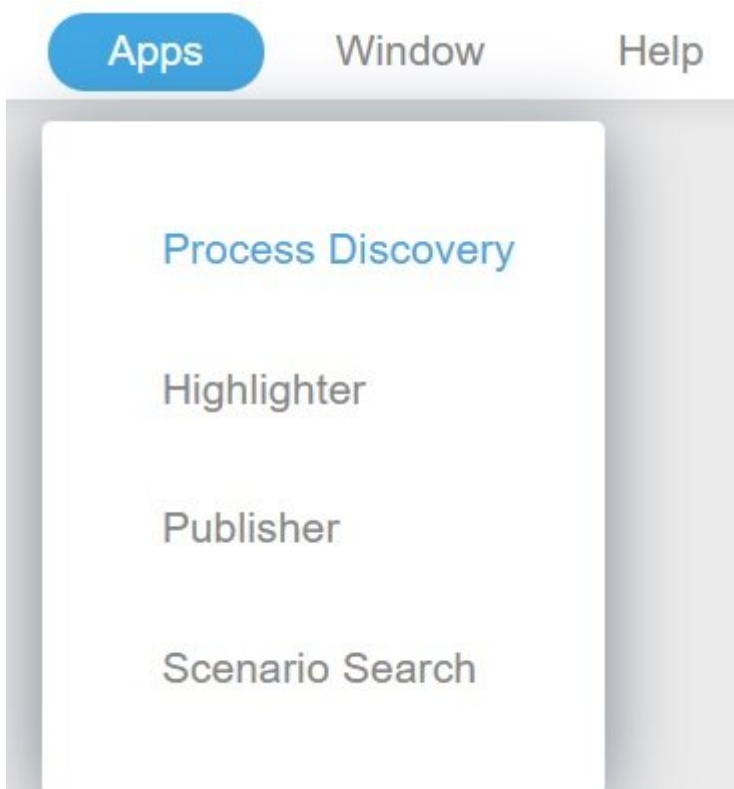 Apps Window Help
Process Discovery
Highlighter
Publisher
Scenario Search